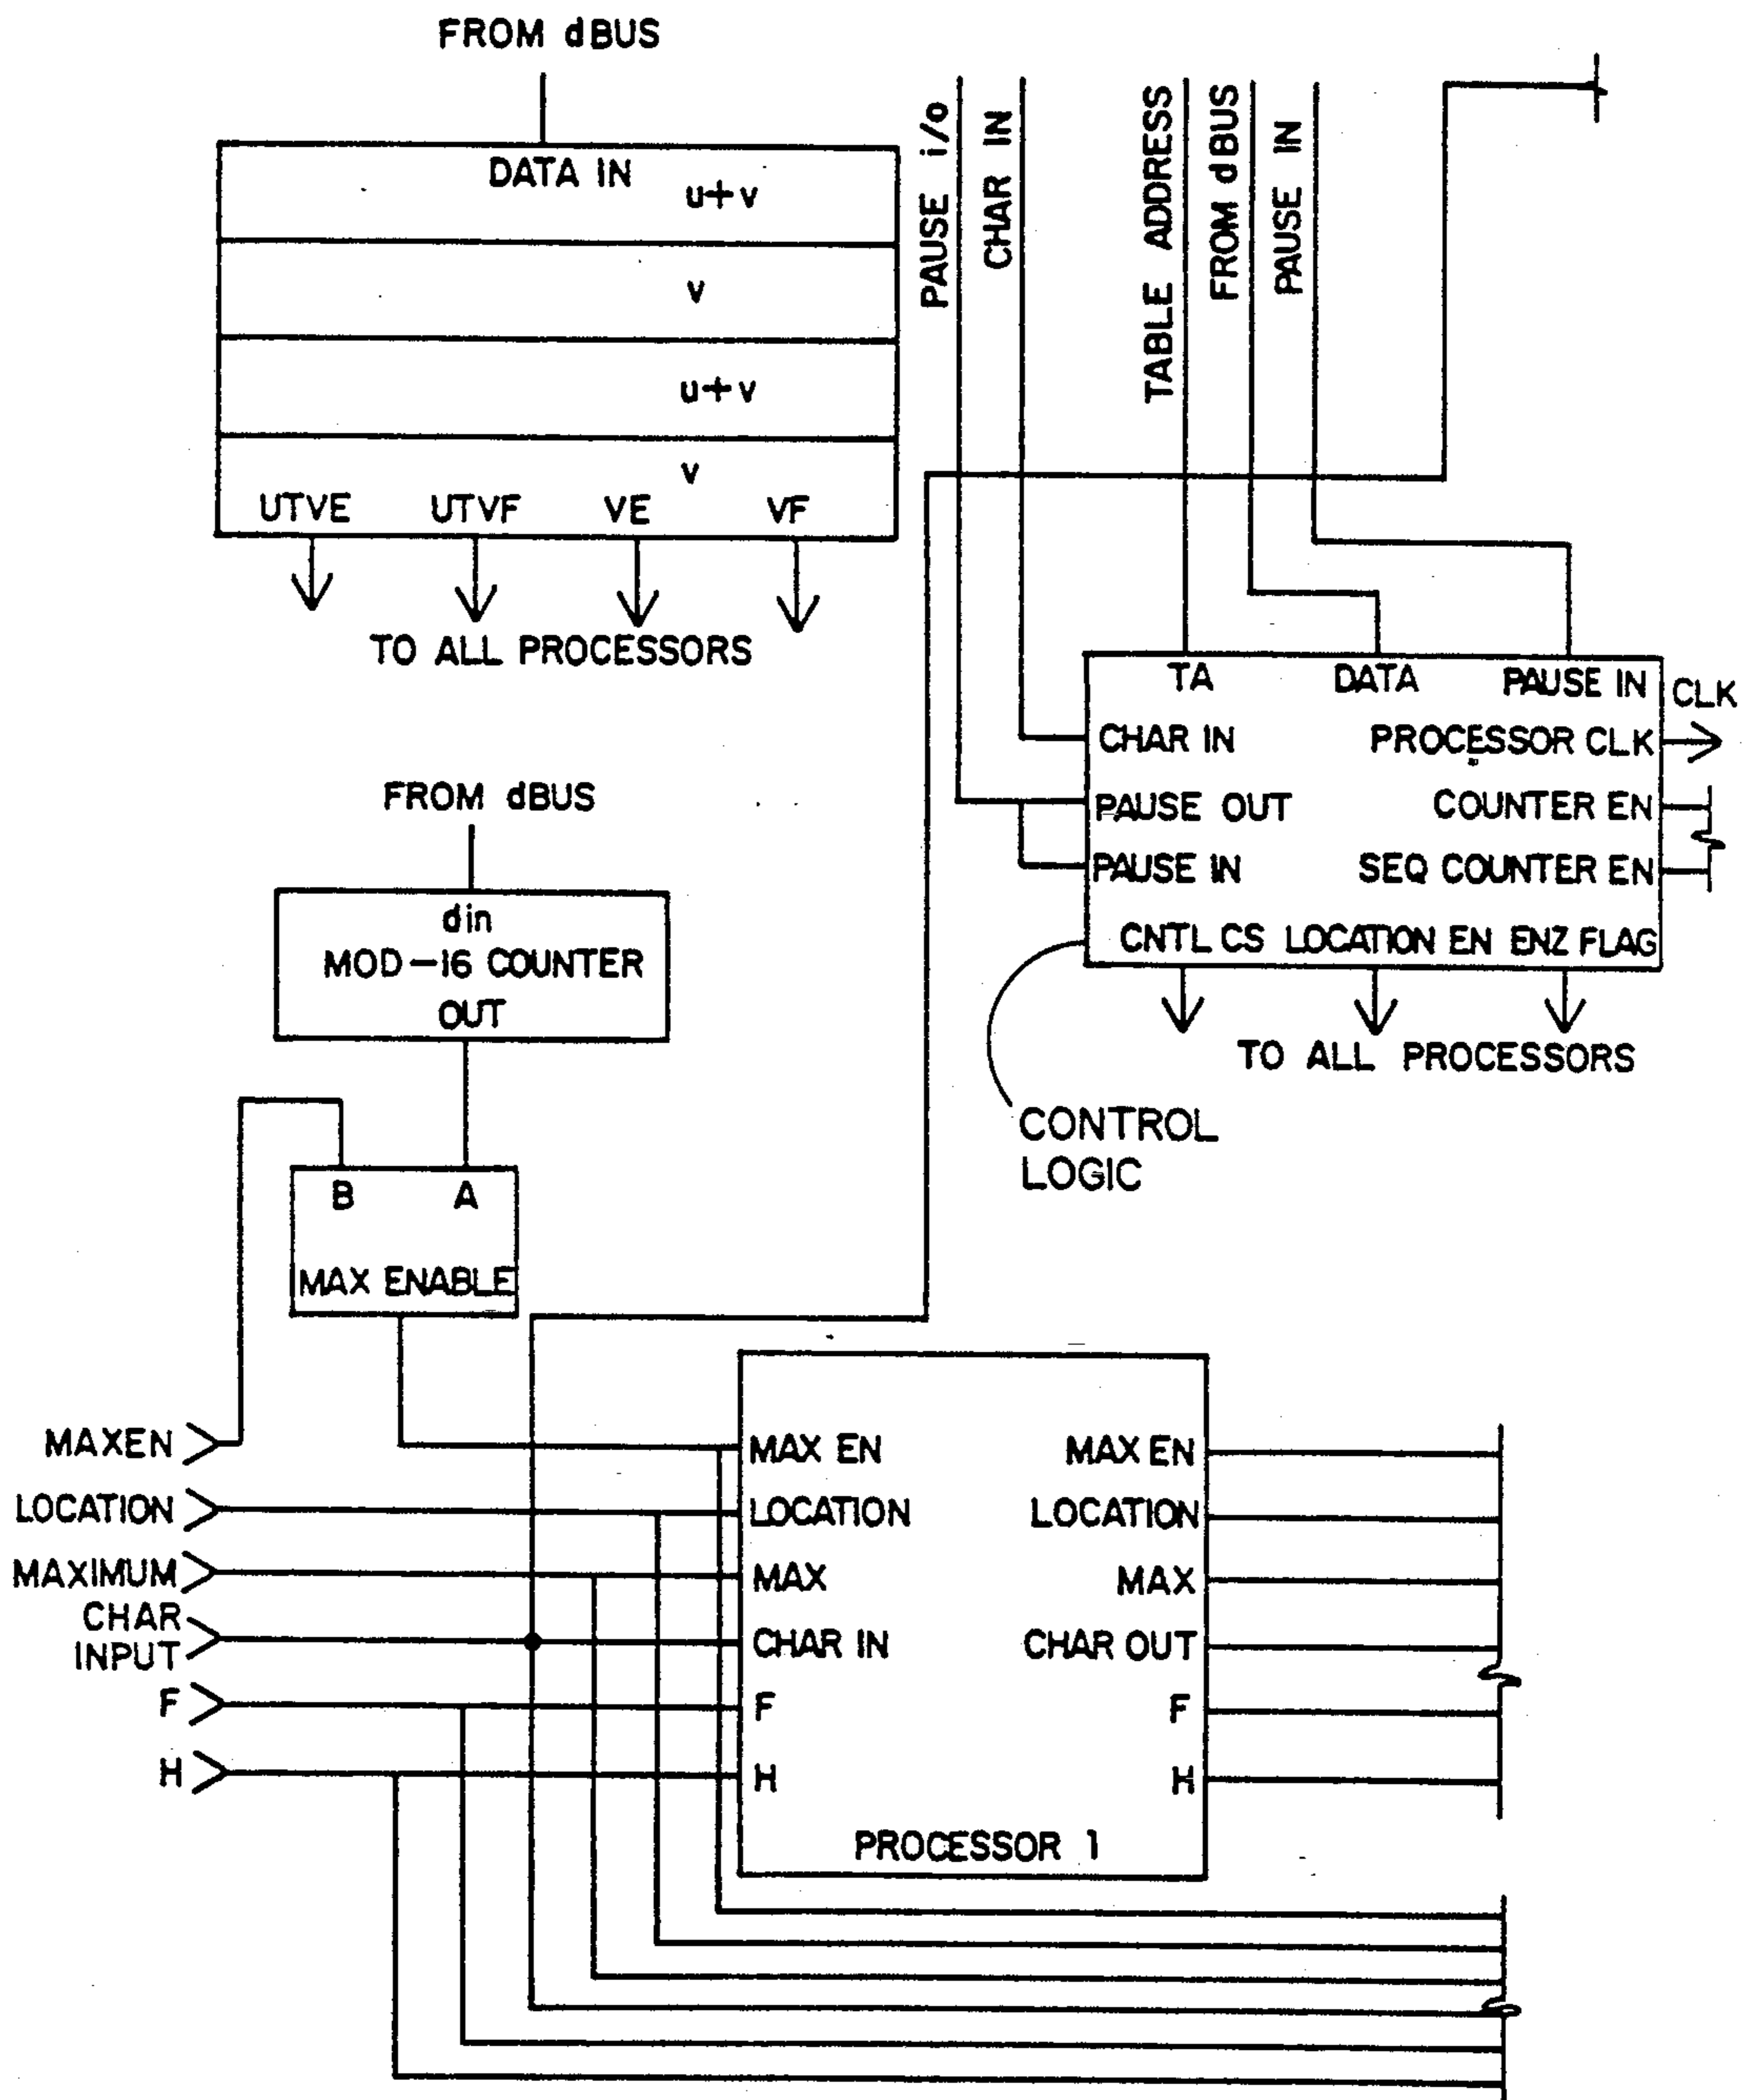 FROM dBUS
DATA IN
u+v
v
u+v
v
UTVE UTVF VE VF
TO ALL PROCESSORS
PAUSE i/o
CHAR IN
TABLE ADDRESS
FROM dBUS
PAUSE IN
TA DATA PAUSE IN
CLK
CHAR IN PROCESSOR CLK
PAUSE OUT COUNTER EN
PAUSE IN SEQ COUNTER EN
CNTL CS LOCATION EN ENZ FLAG
TO ALL PROCESSORS
CONTROL
LOGIC
FROM dBUS
din
MOD-16 COUNTER
OUT
B A
MAX ENABLE
MAXEN
LOCATION
MAXIMUM
CHAR
INPUT
F
H
MAX EN MAX EN
LOCATION LOCATION
MAX MAX
CHAR IN CHAR OUT
F F
H H
PROCESSOR 1